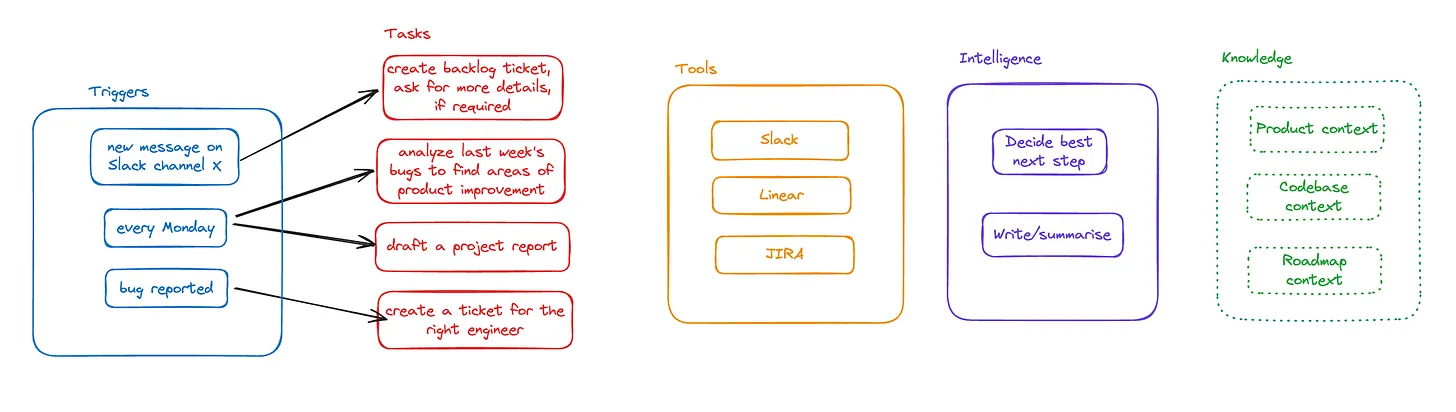 Triggers
new message on
Slack channel X
every Monday
bug reported
Tasks
create backlog ticket,
ask for more details,
if required
analyze last week's
bugs to find areas of
product improvement
draft a project report
create a ticket for the
right engineer
Tools
Slack
Linear
JIRA
Intelligence
Decide best
next step
Write/summarise
Knowledge
Product context
Codebase
context
Roadmap
context